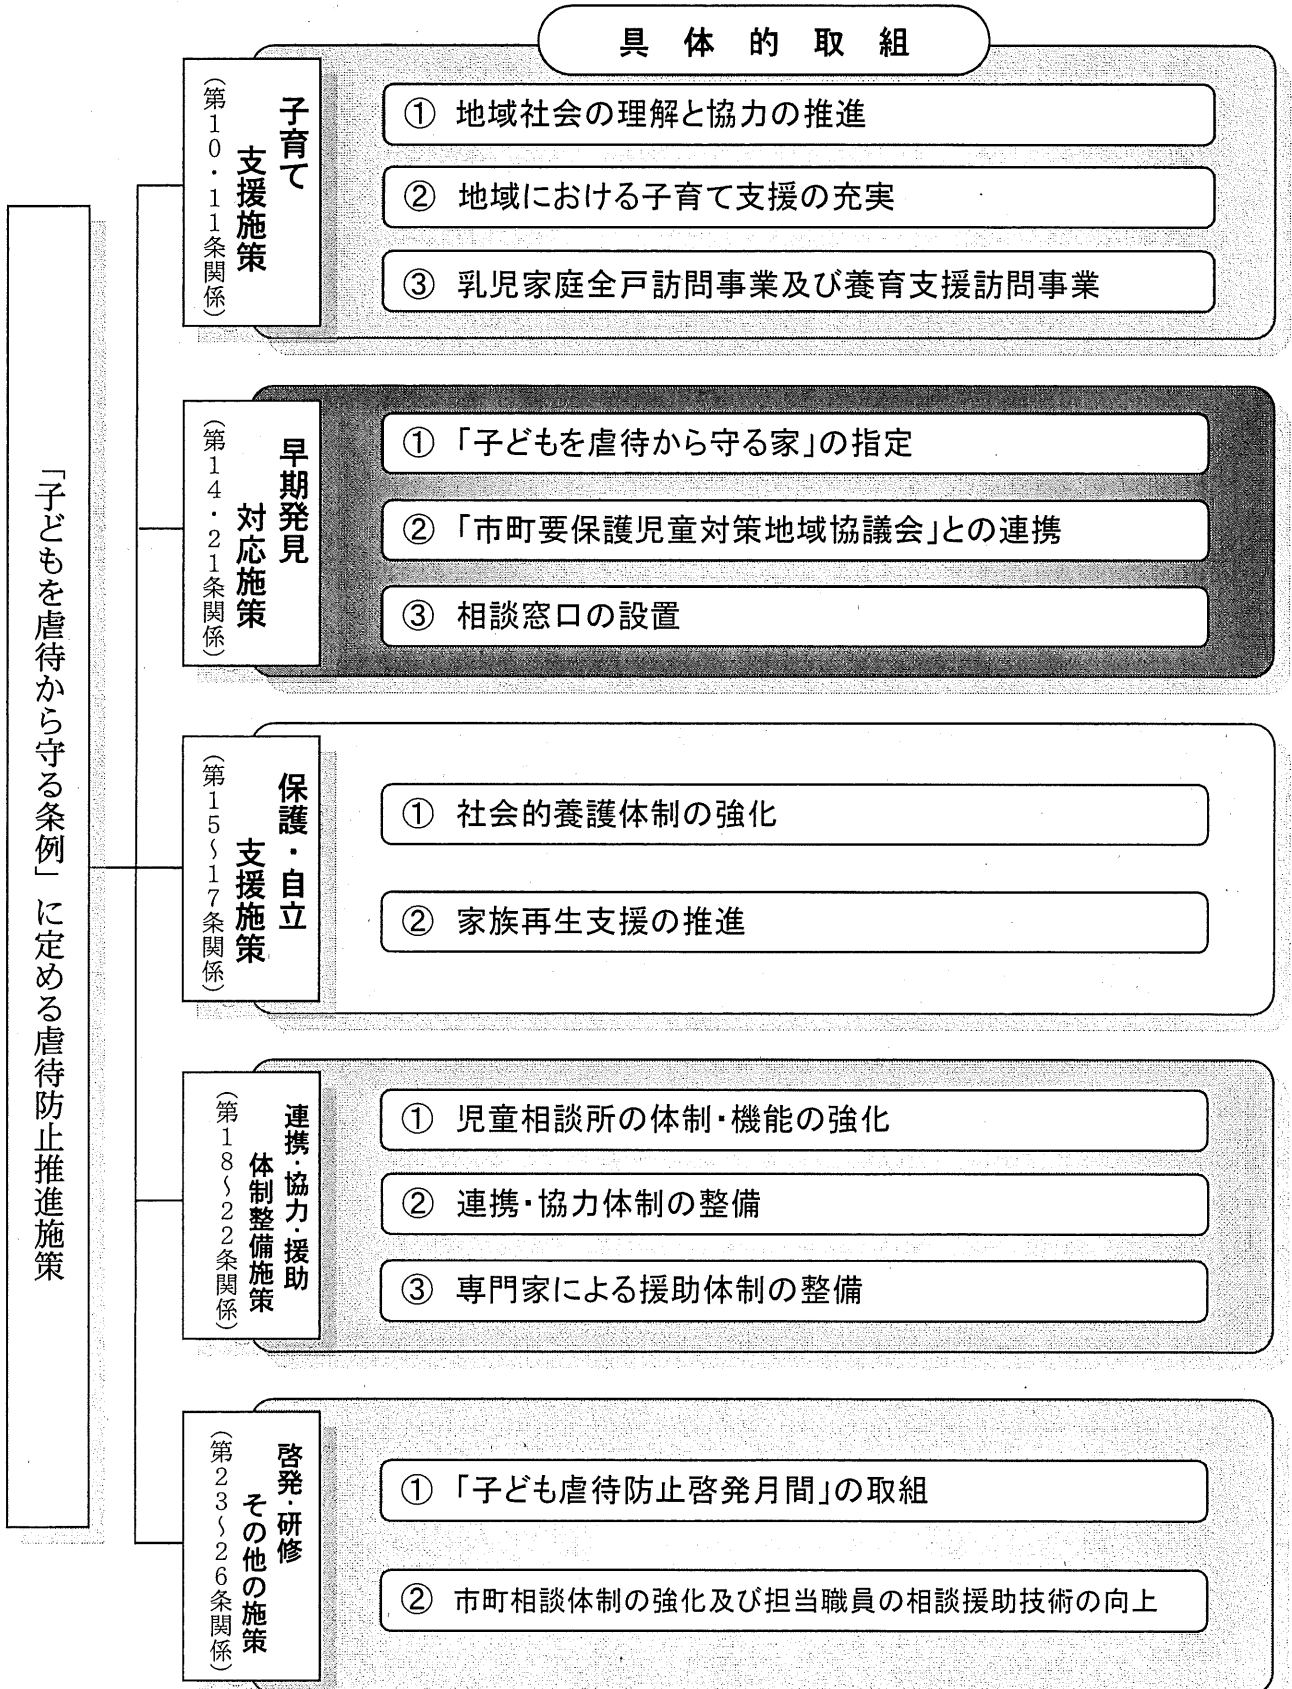 具体的取組
「子どもを虐待から守る条例」に定める虐待防止推進施策
子育て
支援施策
（第10・11条関係）
① 地域社会の理解と協力の推進
② 地域における子育て支援の充実
③ 乳児家庭全戸訪問事業及び養育支援訪問事業
早期発見
対応施策
（第14・21条関係）
① 「子どもを虐待から守る家」の指定
② 「市町要保護児童対策地域協議会」との連携
③ 相談窓口の設置
保護・自立
支援施策
（第15～17条関係）
① 社会的養護体制の強化
② 家族再生支援の推進
連携・協力・援助
体制整備施策
（第18～22条関係）
① 児童相談所の体制・機能の強化
② 連携・協力体制の整備
③ 専門家による援助体制の整備
啓発・研修
その他の施策
（第23～26条関係）
① 「子ども虐待防止啓発月間」の取組
② 市町相談体制の強化及び担当職員の相談援助技術の向上